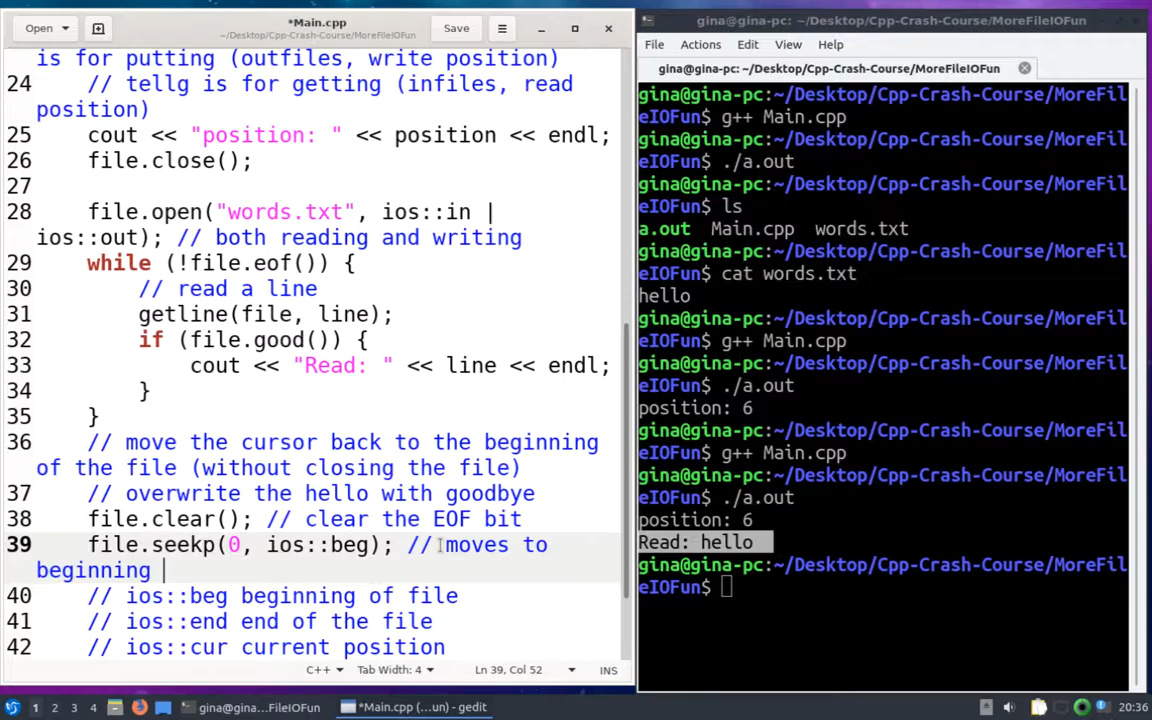 Open
*Main.cpp
~/Desktop/Cpp-Crash-Course/MoreFileIOFun
Save
is for putting (outfiles, write position)
24 // tellg is for getting (infiles, read
position)
25 cout << "position: " << position << endl;
26 file.close();
27
28 file.open("words.txt", ios::in |
ios::out); // both reading and writing
29 while (!file.eof()) {
30 // read a line
31 getline(file, line);
32 if (file.good()) {
33 cout << "Read: " << line << endl;
34 }
35 }
36 // move the cursor back to the beginning
of the file (without closing the file)
37 // overwrite the hello with goodbye
38 file.clear(); // clear the EOF bit
39 file.seekp(0, ios::beg); // moves to
beginning
40 // ios::beg beginning of file
41 // ios::end end of the file
42 // ios::cur current position
C++
Tab Width: 4
Ln 39, Col 52
INS
gina@gina-pc: ~/Desktop/Cpp-Crash-Course/MoreFileIOFun
File Actions Edit View Help
gina@gina-pc: ~/Desktop/Cpp-Crash-Course/MoreFileIOFun
gina@gina-pc:~/Desktop/Cpp-Crash-Course/MoreFil
eIOFun$ g++ Main.cpp
gina@gina-pc:~/Desktop/Cpp-Crash-Course/MoreFil
eIOFun$ ./a.out
gina@gina-pc:~/Desktop/Cpp-Crash-Course/MoreFil
eIOFun$ ls
a.out Main.cpp words.txt
gina@gina-pc:~/Desktop/Cpp-Crash-Course/MoreFil
eIOFun$ cat words.txt
hello
gina@gina-pc:~/Desktop/Cpp-Crash-Course/MoreFil
eIOFun$ g++ Main.cpp
gina@gina-pc:~/Desktop/Cpp-Crash-Course/MoreFil
eIOFun$ ./a.out
position: 6
gina@gina-pc:~/Desktop/Cpp-Crash-Course/MoreFil
eIOFun$ g++ Main.cpp
gina@gina-pc:~/Desktop/Cpp-Crash-Course/MoreFil
eIOFun$ ./a.out
position: 6
Read: hello
gina@gina-pc:~/Desktop/Cpp-Crash-Course/MoreFil
eIOFun$
1 2 3 4
gina@gina...FileIOFun
*Main.cpp (...un) - gedit
20:36